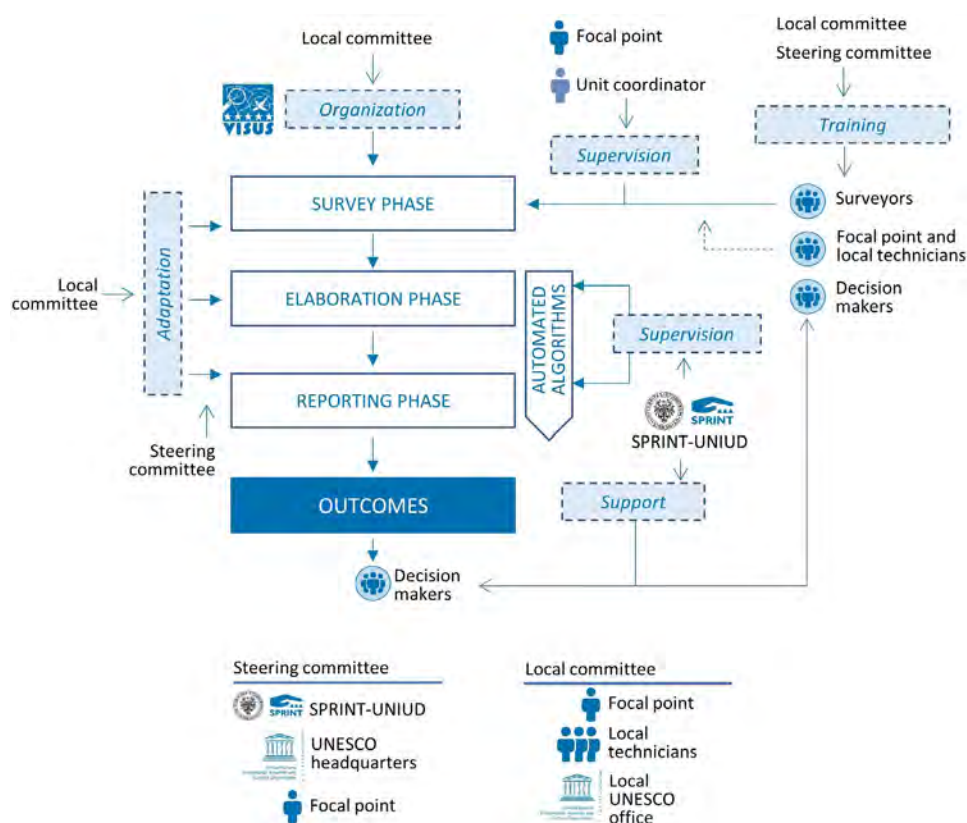 Local committee
Focal point
Local committee
Steering committee
Unit coordinator
VISUS
Organization
Training
Supervision
SURVEY PHASE
Surveyors
Focal point and
local technicians
Adaptation
Local
committee
ELABORATION PHASE
AUTOMATED
ALGORITHMS
Decision
makers
Supervision
REPORTING PHASE
SPRINT
SPRINT-UNIUD
Steering
committee
OUTCOMES
Support
Decision
makers
Steering committee
SPRINT
SPRINT-UNIUD
UNESCO
headquarters
Focal point
Local committee
Focal point
Local
technicians
Local
UNESCO
office